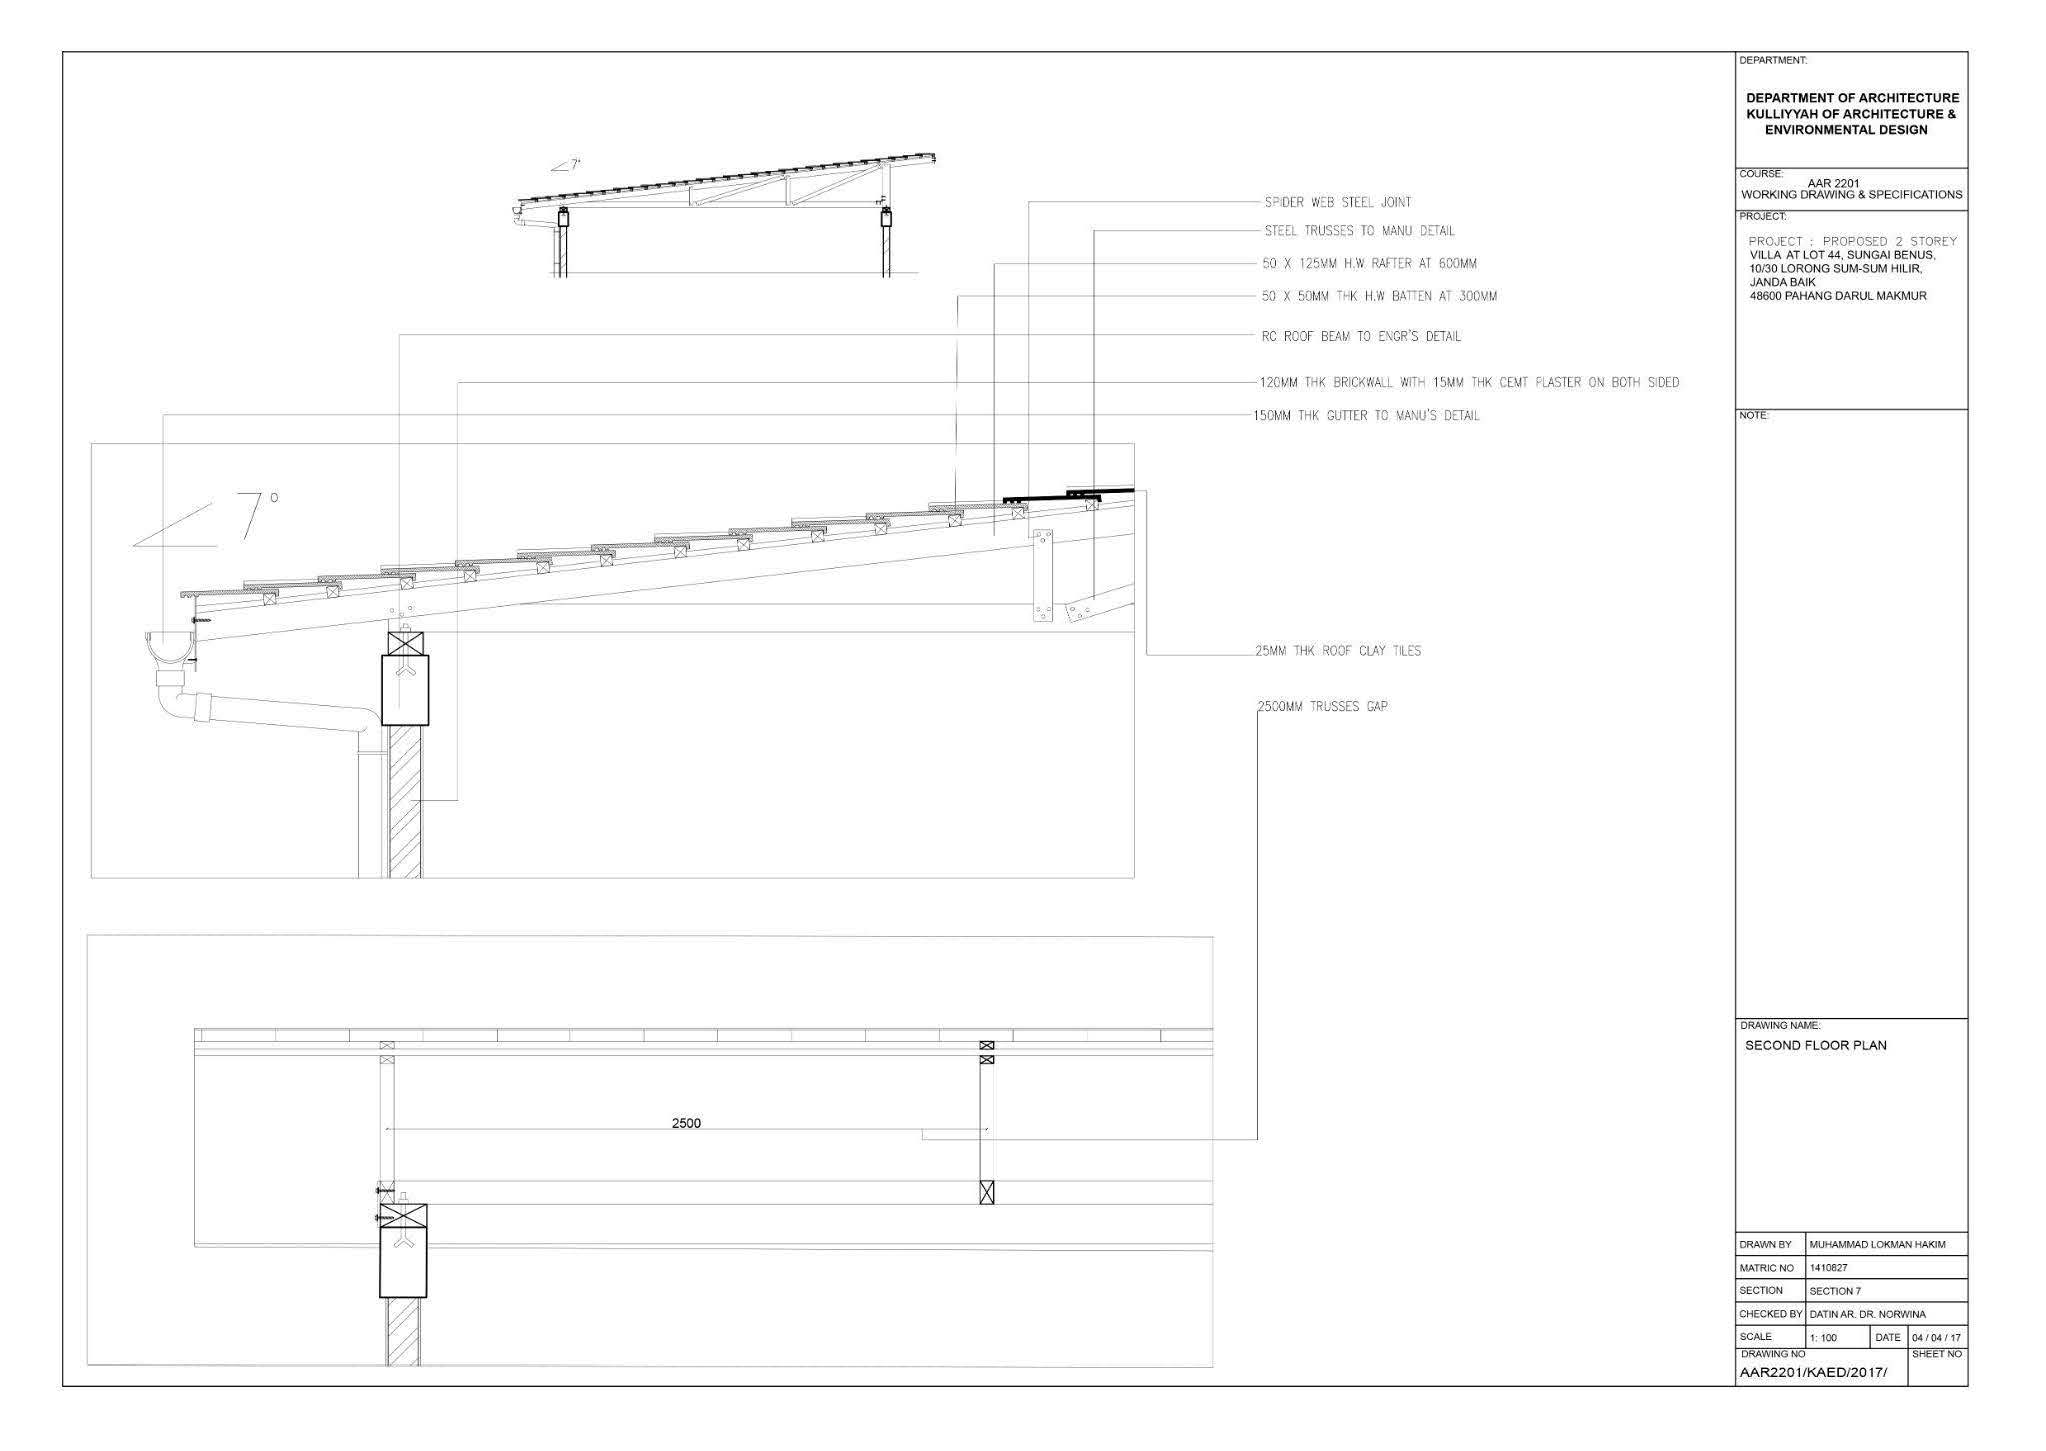 7°
SPIDER WEB STEEL JOINT
STEEL TRUSSES TO MANU DETAIL
50 X 125MM H.W. RAFTER AT 600MM
50 X 50MM THK H.W BATTEN AT 300MM
RC ROOF BEAM TO ENGR'S DETAIL
120MM THK BRICKWALL WITH 15MM THK CEMT PLASTER ON BOTH SIDED
150MM THK GUTTER TO MANU'S DETAIL
7°
25MM THK ROOF CLAY TILES
2500MM TRUSSES GAP
2500
DEPARTMENT:
DEPARTMENT OF ARCHITECTURE
KULLIYYAH OF ARCHITECTURE &
ENVIRONMENTAL DESIGN
COURSE:
AAR 2201
WORKING DRAWING & SPECIFICATIONS
PROJECT:
PROJECT : PROPOSED 2 STOREY
VILLA AT LOT 44, SUNGAI BENUS,
10/30 LORONG SUM-SUM HILIR,
JANDA BAIK
48600 PAHANG DARUL MAKMUR
NOTE:
DRAWING NAME:
SECOND FLOOR PLAN
DRAWN BY MUHAMMAD LOKMAN HAKIM
MATRIC NO 1410827
SECTION SECTION 7
CHECKED BY DATIN AR. DR. NORWINA
SCALE 1: 100 DATE 04 / 04 / 17
DRAWING NO SHEET NO
AAR2201/KAED/2017/